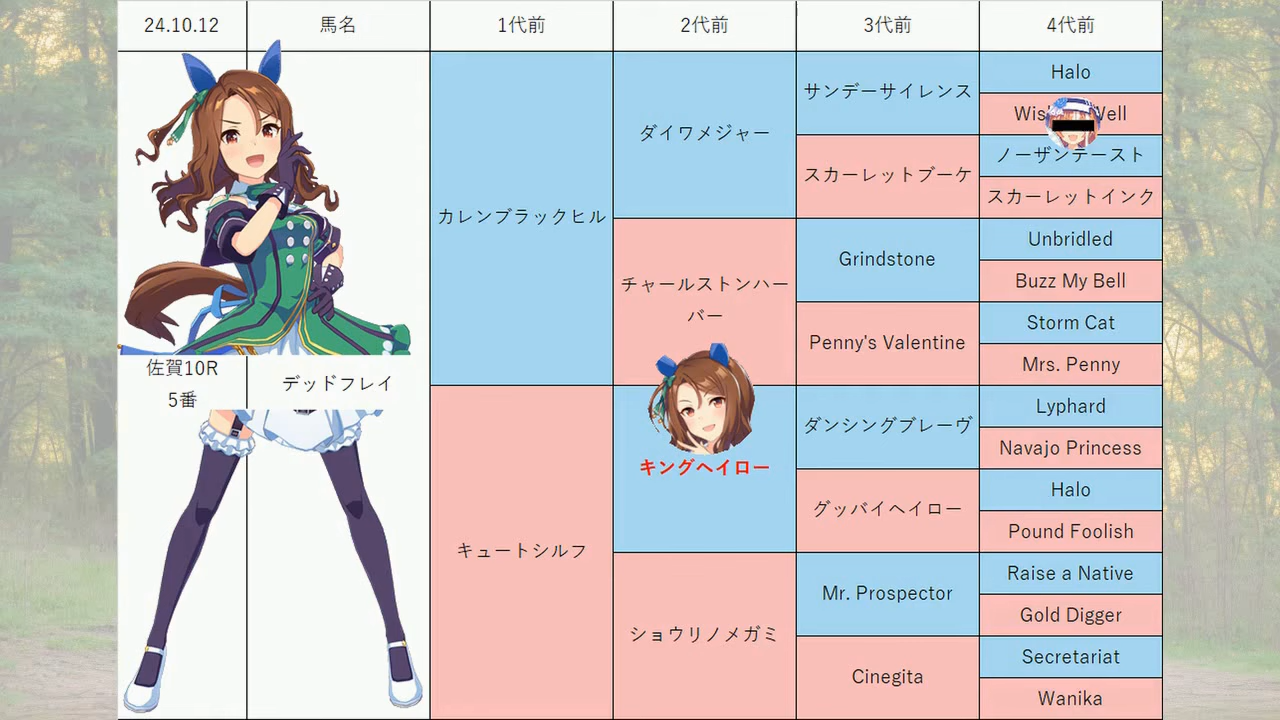 24.10.12
馬名
1代前
2代前
3代前
4代前
佐賀10R
5番
デッドフレイ
カレンブラックヒル
キュートシルフ
ダイワメジャー
チャールストンハー
バー
キングヘイロー
ショウリノメガミ
サンデーサイレンス
スカーレットブーケ
Grindstone
Penny's Valentine
ダンシングブレーヴ
グッバイヘイロー
Mr. Prospector
Cinegita
Halo
ノーザンテースト
スカーレットインク
Unbridled
Buzz My Bell
Storm Cat
Mrs. Penny
Lyphard
Navajo Princess
Halo
Pound Foolish
Raise a Native
Gold Digger
Secretariat
Wanika